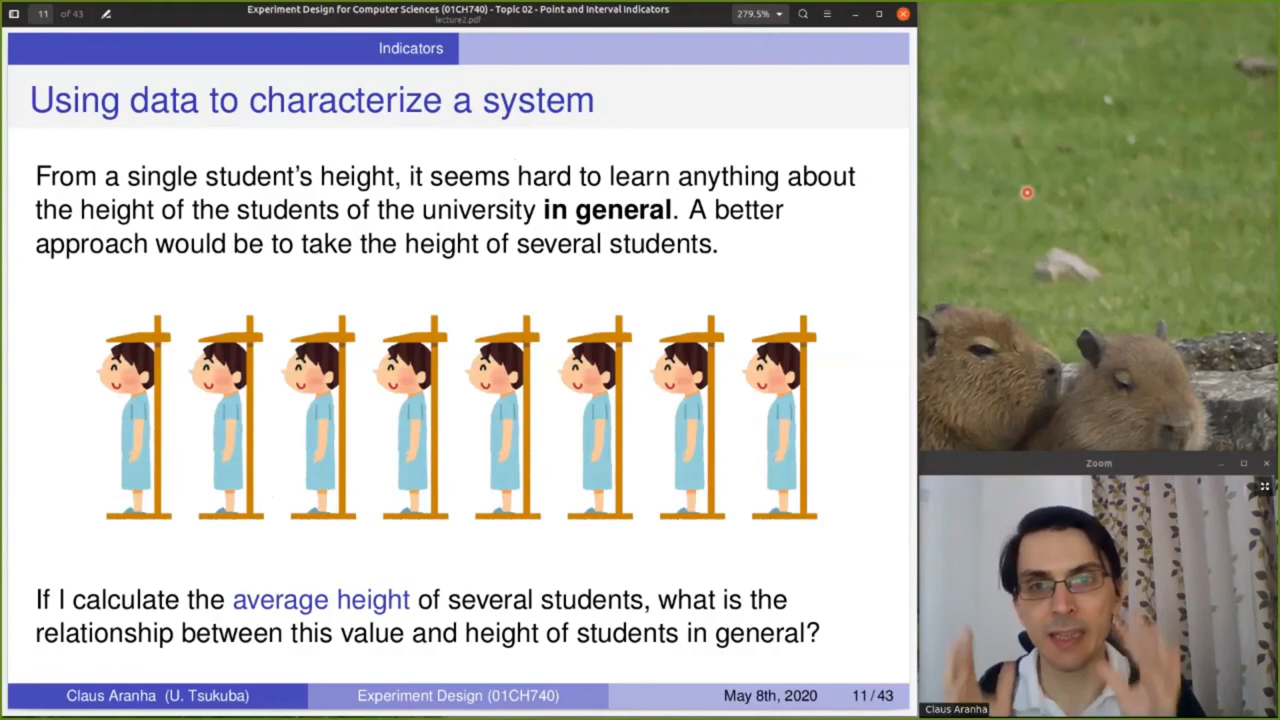 11 of 43
Experiment Design for Computer Sciences (01CH740) - Topic 02 - Point and Interval Indicators
lecture2.pdf
279.5%
Indicators
Using data to characterize a system
From a single student's height, it seems hard to learn anything about
the height of the students of the university in general. A better
approach would be to take the height of several students.
If I calculate the average height of several students, what is the
relationship between this value and height of students in general?
Claus Aranha (U. Tsukuba) Experiment Design (01CH740) May 8th, 2020 11 / 43
Zoom
Claus Aranha